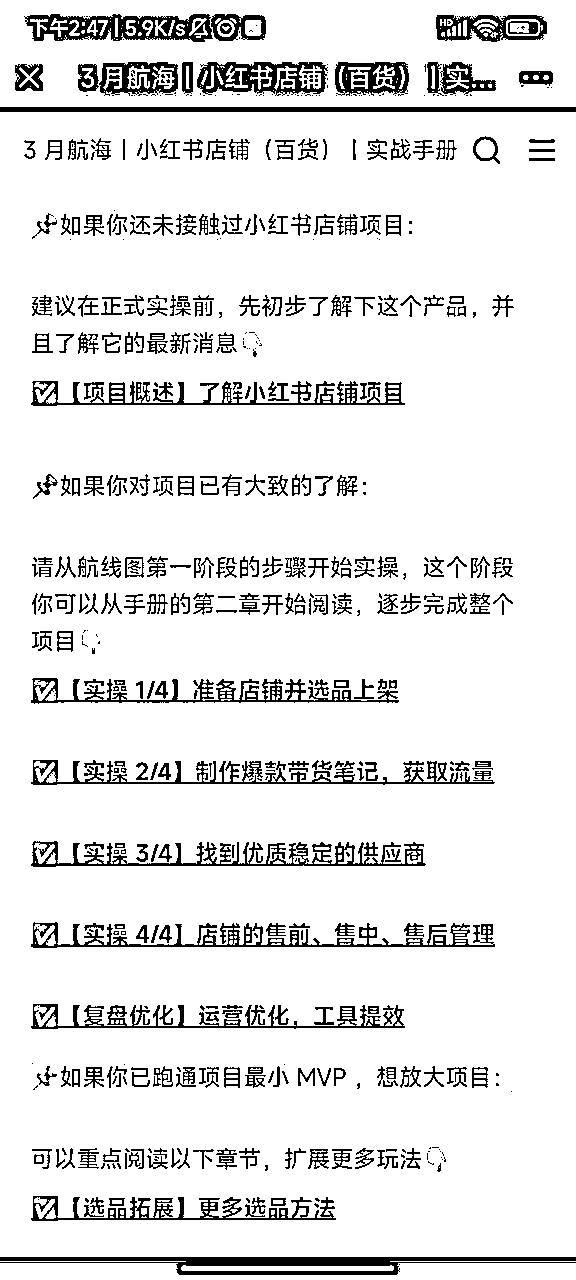 下午2:47 | 5.9K/s
3 月航海 | 小红书店铺（百货） | 实...
3 月航海 | 小红书店铺（百货） | 实战手册
📌如果你还未接触过小红书店铺项目：
建议在正式实操前，先初步了解下这个产品，并
且了解它的最新消息👇
☑【项目概述】了解小红书店铺项目
📌如果你对项目已有大致的了解：
请从航线图第一阶段的步骤开始实操，这个阶段
你可以从手册的第二章开始阅读，逐步完成整个
项目👇
☑【实操 1/4】准备店铺并选品上架
☑【实操 2/4】制作爆款带货笔记，获取流量
☑【实操 3/4】找到优质稳定的供应商
☑【实操 4/4】店铺的售前、售中、售后管理
☑【复盘优化】运营优化，工具提效
📌如果你已跑通项目最小 MVP ，想放大项目：
可以重点阅读以下章节，扩展更多玩法👇
☑【选品拓展】更多选品方法